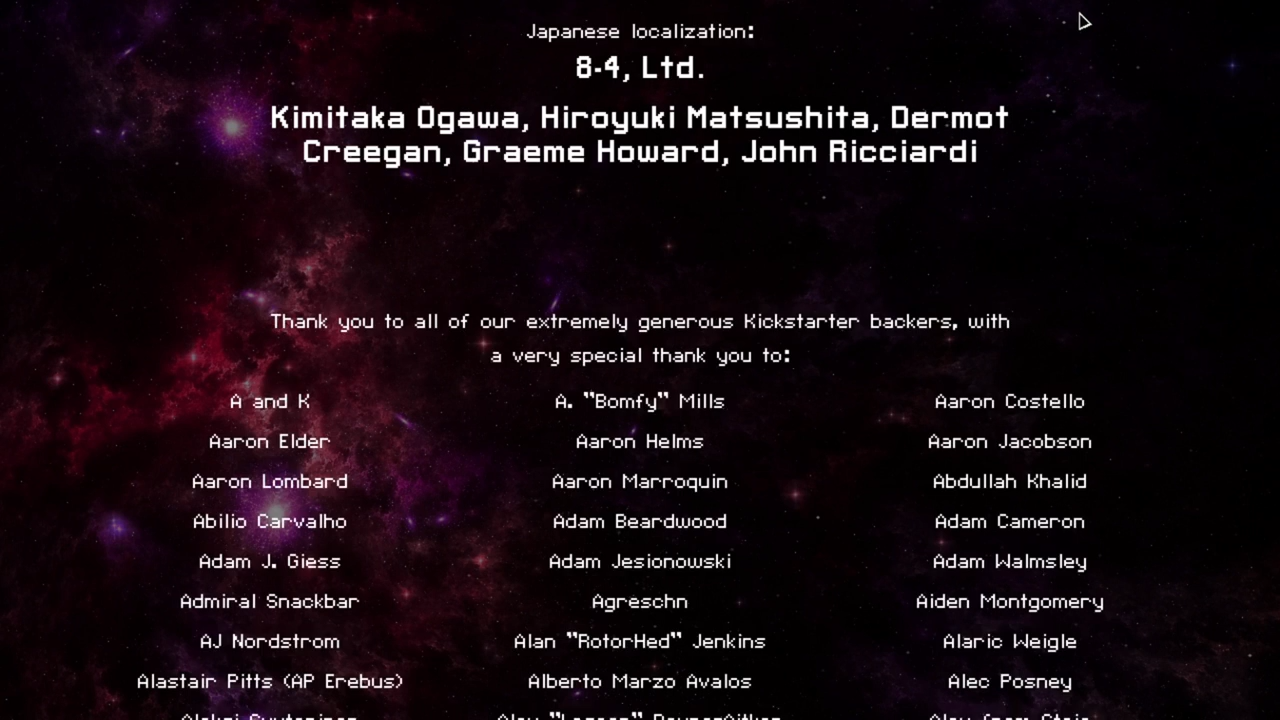 Japanese localization:
8-4, Ltd.
Kimitaka Ogawa, Hiroyuki Matsushita, Dermot
Creegan, Graeme Howard, John Ricciardi
Thank you to all of our extremely generous Kickstarter backers, with
a very special thank you to:
A and K A. "Bomfy" Mills Aaron Costello
Aaron Elder Aaron Helms Aaron Jacobson
Aaron Lombard Aaron Marroquin Abdullah Khalid
Abilio Carvalho Adam Beardwood Adam Cameron
Adam J. Giess Adam Jesionowski Adam Walmsley
Admiral Snackbar Agreschn Aiden Montgomery
AJ Nordstrom Alan "RotorHed" Jenkins Alaric Weigle
Alastair Pitts (AP Erebus) Alberto Marzo Avalos Alec Posney